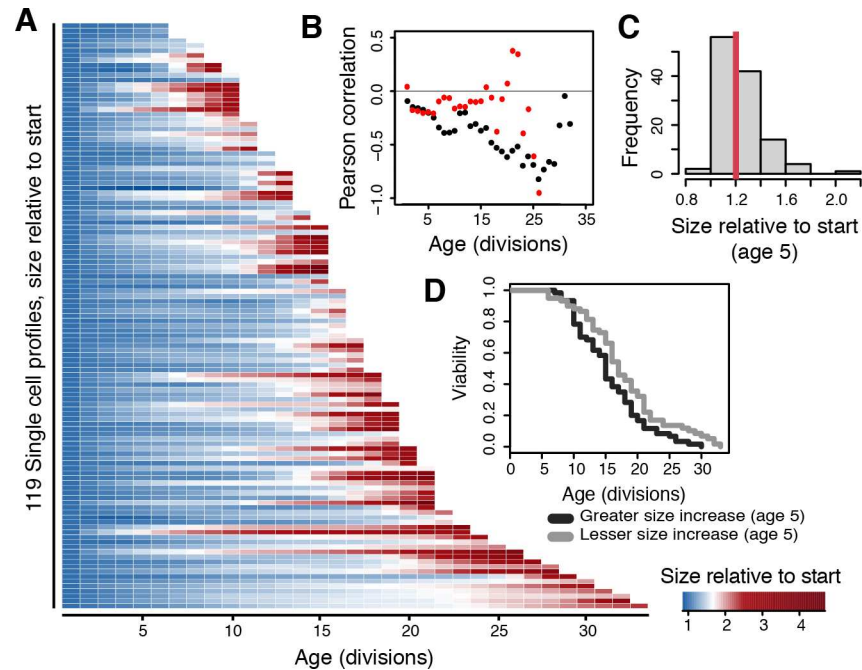 A
119 Single cell profiles, size relative to start
5
10
15
20
25
30
Age (divisions)
B
Pearson correlation
0.5
0.0
−0.5
−1.0
5
15
25
35
Age (divisions)
C
Frequency
40
20
0
0.8
1.2
1.6
2.0
Size relative to start
(age 5)
D
Viability
1.0
0.8
0.6
0.4
0.2
0.0
0
5
10
15
20
25
30
Age (divisions)
Greater size increase (age 5)
Lesser size increase (age 5)
Size relative to start
1
2
3
4